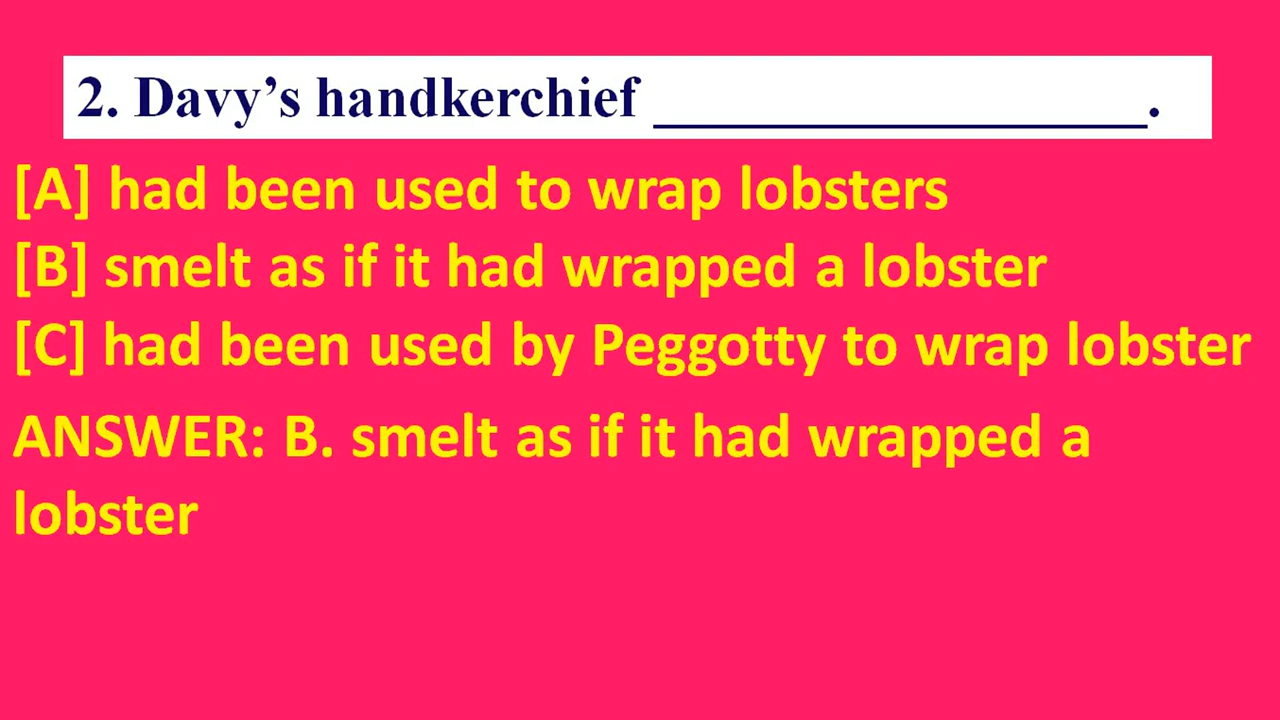 2. Davy’s handkerchief __________________.
[A] had been used to wrap lobsters
[B] smelt as if it had wrapped a lobster
[C] had been used by Peggotty to wrap lobster
ANSWER: B. smelt as if it had wrapped a
lobster